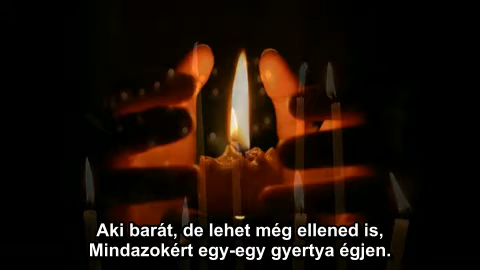 Aki barát, de lehet még ellened is,
Mindazokért egy-egy gyertya égjen.